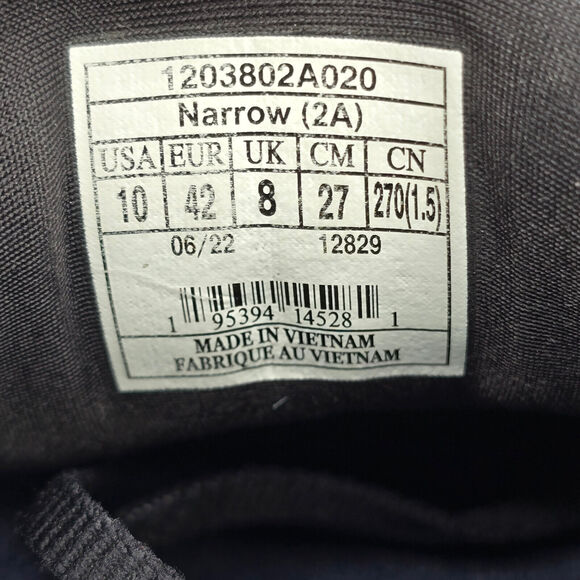 1203802A020
Narrow (2A)
USA EUR UK CM CN
10 42 8 27 270(1.5)
06/22 12829
1 95394 14528 1
MADE IN VIETNAM
FABRIQUE AU VIETNAM